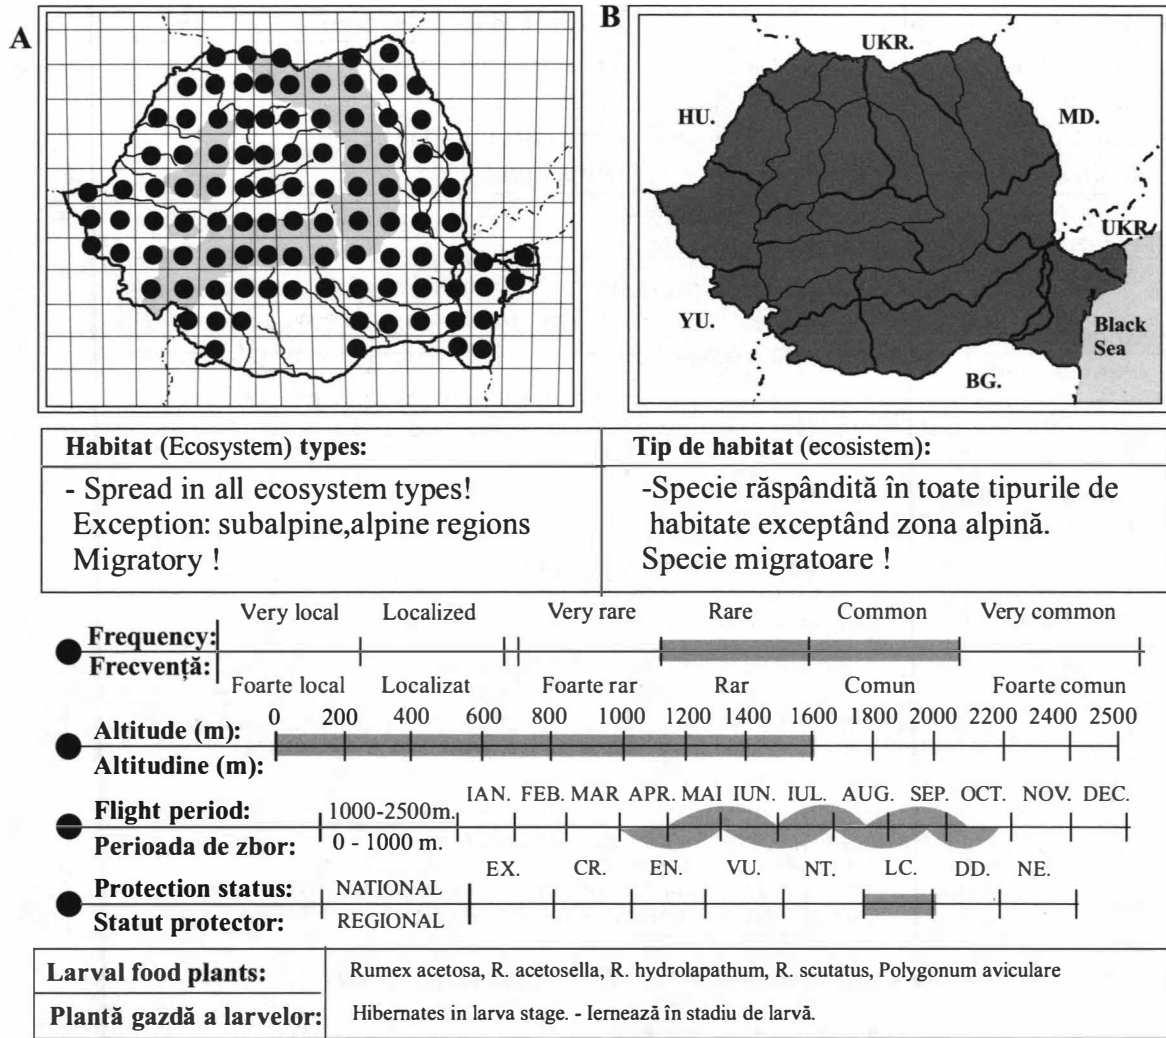 A
B
UKR.
HU.
MD.
UKR.
YU.
Black
Sea
BG.
Habitat (Ecosystem) types:
Tip de habitat (ecosistem):
- Spread in all ecosystem types!
Exception: subalpine,alpine regions
Migratory !
-Specie răspândită în toate tipurile de
habitate exceptând zona alpină.
Specie migratoare !
Very local Localized Very rare Rare Common Very common
Frequency:
Frecvență:
Foarte local Localizat Foarte rar Rar Comun Foarte comun
0 200 400 600 800 1000 1200 1400 1600 1800 2000 2200 2400 2500
Altitude (m):
Altitudine (m):
IAN. FEB. MAR APR. MAI IUN. IUL. AUG. SEP. OCT. NOV. DEC.
Flight period: 1000-2500m.
Perioada de zbor: 0 - 1000 m.
EX. CR. EN. VU. NT. LC. DD. NE.
Protection status: NATIONAL
Statut protector: REGIONAL
Larval food plants: Rumex acetosa, R. acetosella, R. hydrolapathum, R. scutatus, Polygonum aviculare
Plantă gazdă a larvelor: Hibernates in larva stage. - Iernează în stadiu de larvă.